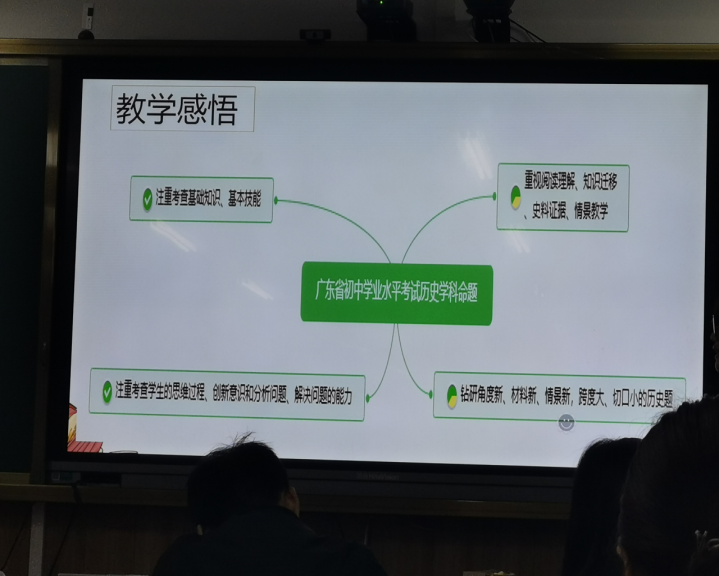 教学感悟
注重考查基础知识、基本技能
重视阅读理解、知识迁移
、史料证据、情景教学
广东省初中学业水平考试历史学科命题
注重考查学生的思维过程、创新意识和分析问题、解决问题的能力
钻研角度新、材料新、情景新，跨度大、切口小的历史题